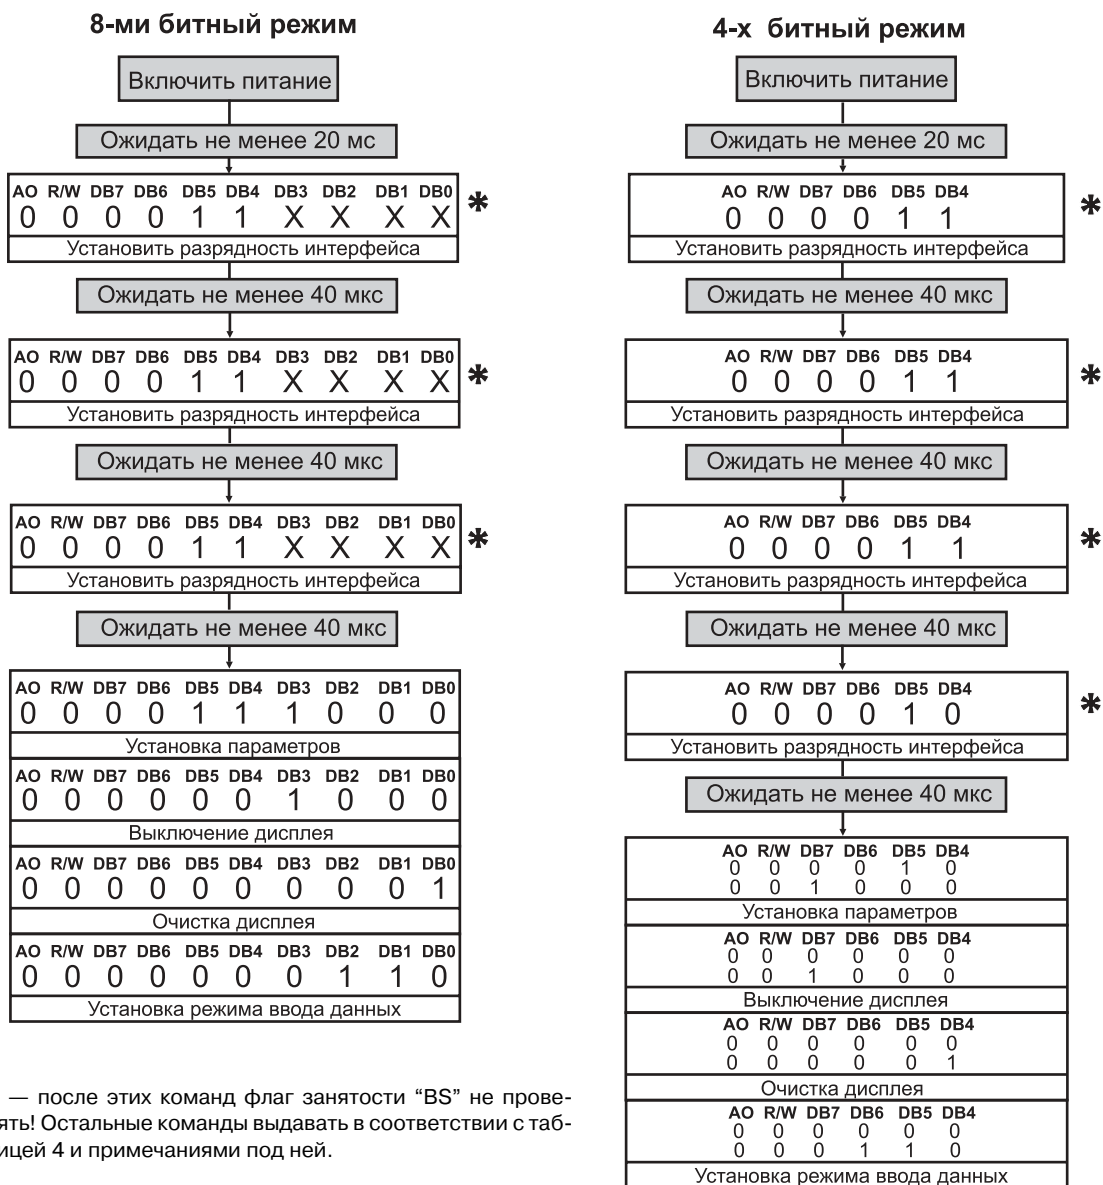 8-ми битный режим
Включить питание
Ожидать не менее 20 мс
AO R/W DB7 DB6 DB5 DB4 DB3 DB2 DB1 DB0
0 0 0 0 1 1 X X X X *
Установить разрядность интерфейса
Ожидать не менее 40 мкс
AO R/W DB7 DB6 DB5 DB4 DB3 DB2 DB1 DB0
0 0 0 0 1 1 X X X X *
Установить разрядность интерфейса
Ожидать не менее 40 мкс
AO R/W DB7 DB6 DB5 DB4 DB3 DB2 DB1 DB0
0 0 0 0 1 1 X X X X *
Установить разрядность интерфейса
Ожидать не менее 40 мкс
AO R/W DB7 DB6 DB5 DB4 DB3 DB2 DB1 DB0
0 0 0 0 1 1 1 0 0 0
Установка параметров
AO R/W DB7 DB6 DB5 DB4 DB3 DB2 DB1 DB0
0 0 0 0 0 0 1 0 0 0
Выключение дисплея
AO R/W DB7 DB6 DB5 DB4 DB3 DB2 DB1 DB0
0 0 0 0 0 0 0 0 0 1
Очистка дисплея
AO R/W DB7 DB6 DB5 DB4 DB3 DB2 DB1 DB0
0 0 0 0 0 0 0 1 1 0
Установка режима ввода данных
— после этих команд флаг занятости “BS” не прове-
ять! Остальные команды выдавать в соответствии с таб-
ицей 4 и примечаниями под ней.
4-х битный режим
Включить питание
Ожидать не менее 20 мс
AO R/W DB7 DB6 DB5 DB4
0 0 0 0 1 1 *
Установить разрядность интерфейса
Ожидать не менее 40 мкс
AO R/W DB7 DB6 DB5 DB4
0 0 0 0 1 1 *
Установить разрядность интерфейса
Ожидать не менее 40 мкс
AO R/W DB7 DB6 DB5 DB4
0 0 0 0 1 1 *
Установить разрядность интерфейса
Ожидать не менее 40 мкс
AO R/W DB7 DB6 DB5 DB4
0 0 0 0 1 0 *
Установить разрядность интерфейса
Ожидать не менее 40 мкс
AO R/W DB7 DB6 DB5 DB4
0 0 0 0 1 0
0 0 1 0 0 0
Установка параметров
AO R/W DB7 DB6 DB5 DB4
0 0 0 0 0 0
0 0 1 0 0 0
Выключение дисплея
AO R/W DB7 DB6 DB5 DB4
0 0 0 0 0 0
0 0 0 0 0 1
Очистка дисплея
AO R/W DB7 DB6 DB5 DB4
0 0 0 0 0 0
0 0 0 1 1 0
Установка режима ввода данных